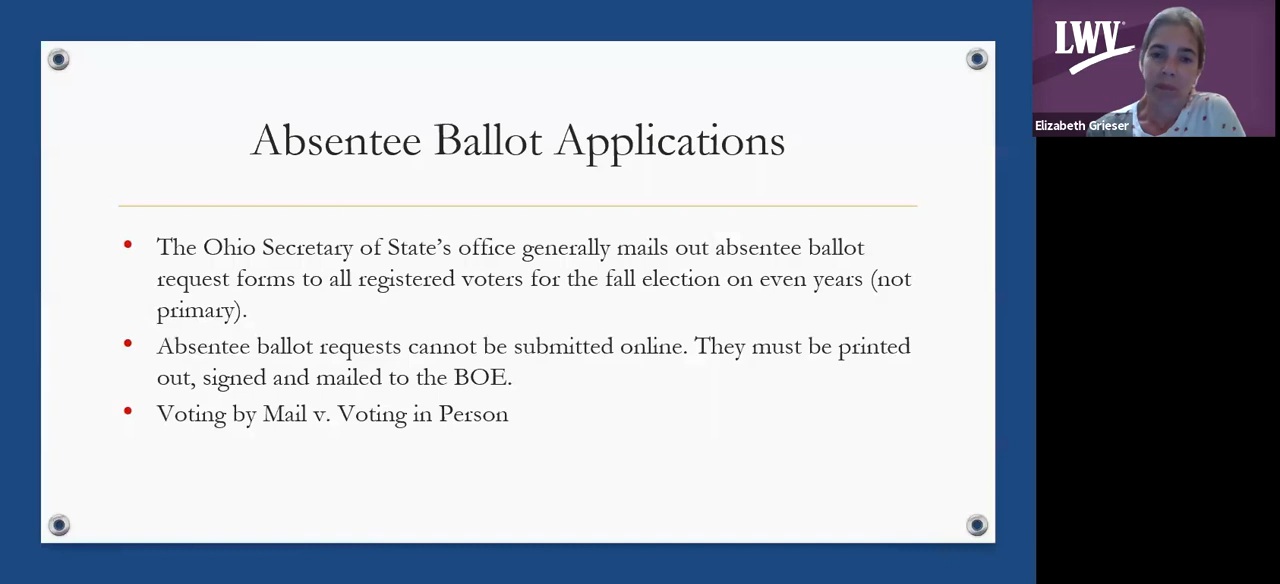 LWV
Elizabeth Grieser
Absentee Ballot Applications
• The Ohio Secretary of State’s office generally mails out absentee ballot
request forms to all registered voters for the fall election on even years (not
primary).
• Absentee ballot requests cannot be submitted online. They must be printed
out, signed and mailed to the BOE.
• Voting by Mail v. Voting in Person